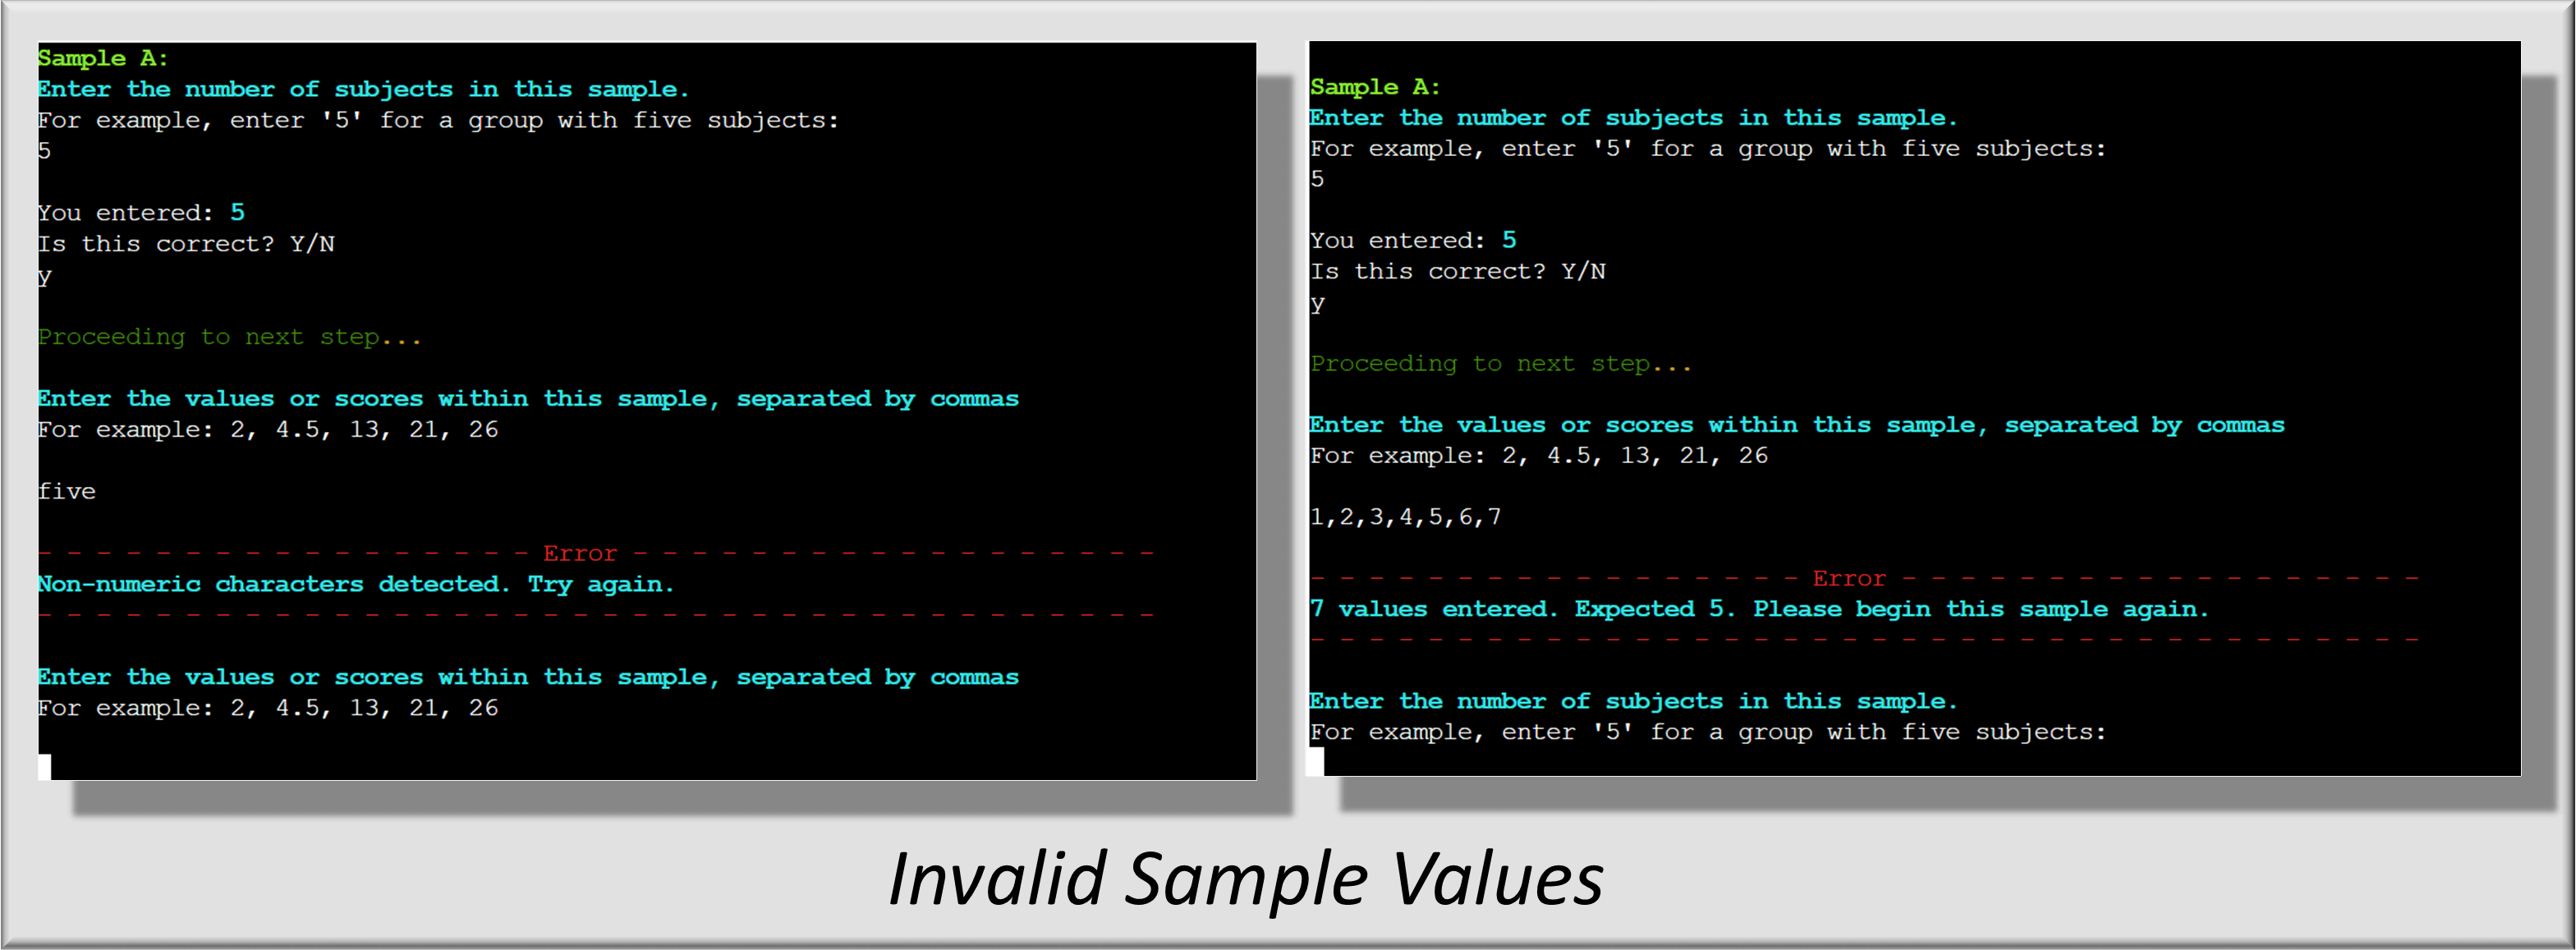 Sample A:
Enter the number of subjects in this sample.
For example, enter '5' for a group with five subjects:
5
You entered: 5
Is this correct? Y/N
y
Proceeding to next step...
Enter the values or scores within this sample, separated by commas
For example: 2, 4.5, 13, 21, 26
five
- - - - - - - - - - - - - - - - - Error - - - - - - - - - - - - - - - - - -
Non-numeric characters detected. Try again.
- - - - - - - - - - - - - - - - - - - - - - - - - - - - - - - - - - - - - -
Enter the values or scores within this sample, separated by commas
For example: 2, 4.5, 13, 21, 26
Sample A:
Enter the number of subjects in this sample.
For example, enter '5' for a group with five subjects:
5
You entered: 5
Is this correct? Y/N
y
Proceeding to next step...
Enter the values or scores within this sample, separated by commas
For example: 2, 4.5, 13, 21, 26
1,2,3,4,5,6,7
- - - - - - - - - - - - - - - - - Error - - - - - - - - - - - - - - - - - -
7 values entered. Expected 5. Please begin this sample again.
- - - - - - - - - - - - - - - - - - - - - - - - - - - - - - - - - - - - - -
Enter the number of subjects in this sample.
For example, enter '5' for a group with five subjects:
Invalid Sample Values